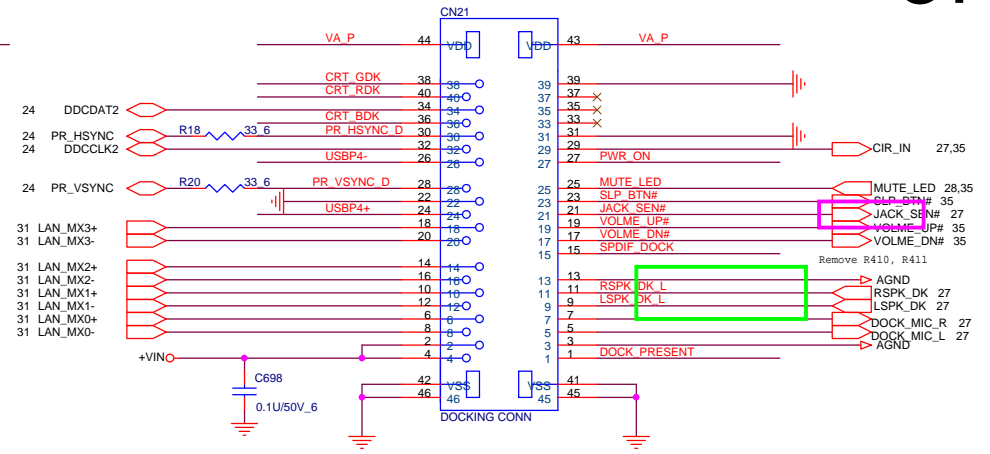 CN21
VA_P 44 VDD VDD 43 VA_P
CRT_GDK 38 38 39 39
CRT_RDK 40 40 37 37
24 DDCDAT2 34 34 35 35
CRT_BDK 36 36 33 33
24 PR_HSYNC R18 33_6 PR_HSYNC_D 30 30 31 31
24 DDCCLK2 32 32 29 29 CIR_IN 27,35
USBP4- 26 26 27 27 PWR_ON
24 PR_VSYNC R20 33_6 PR_VSYNC_D 28 28 25 25 MUTE_LED MUTE_LED 28,35
22 22 23 23 SLP_BTN# SLP_BTN# 35
USBP4+ 24 24 21 21 JACK_SEN# JACK_SEN# 27
31 LAN_MX3+ 18 18 19 19 VOLME_UP# VOLME_UP# 35
31 LAN_MX3- 20 20 17 17 VOLME_DN# VOLME_DN# 35
15 15 SPDIF_DOCK
Remove R410, R411
31 LAN_MX2+ 14 14
31 LAN_MX2- 16 16 13 13 AGND
31 LAN_MX1+ 10 10 11 11 RSPK_DK_L RSPK_DK 27
31 LAN_MX1- 12 12 9 9 LSPK_DK_L LSPK_DK 27
31 LAN_MX0+ 6 6 7 7 DOCK_MIC_R 27
31 LAN_MX0- 8 8 5 5 DOCK_MIC_L 27
2 2 3 3 AGND
+VIN 4 4 1 1 DOCK_PRESENT
C698
42 VSS VSS 41
46 46 45 45
0.1U/50V_6
DOCKING CONN